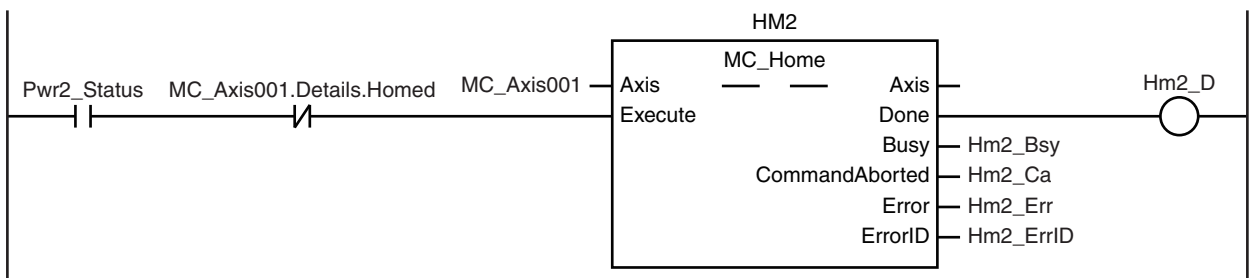 HM2
MC_Home
Pwr2_Status MC_Axis001.Details.Homed MC_Axis001 Axis Axis Hm2_D
Execute Done
Busy Hm2_Bsy
CommandAborted Hm2_Ca
Error Hm2_Err
ErrorID Hm2_ErrID